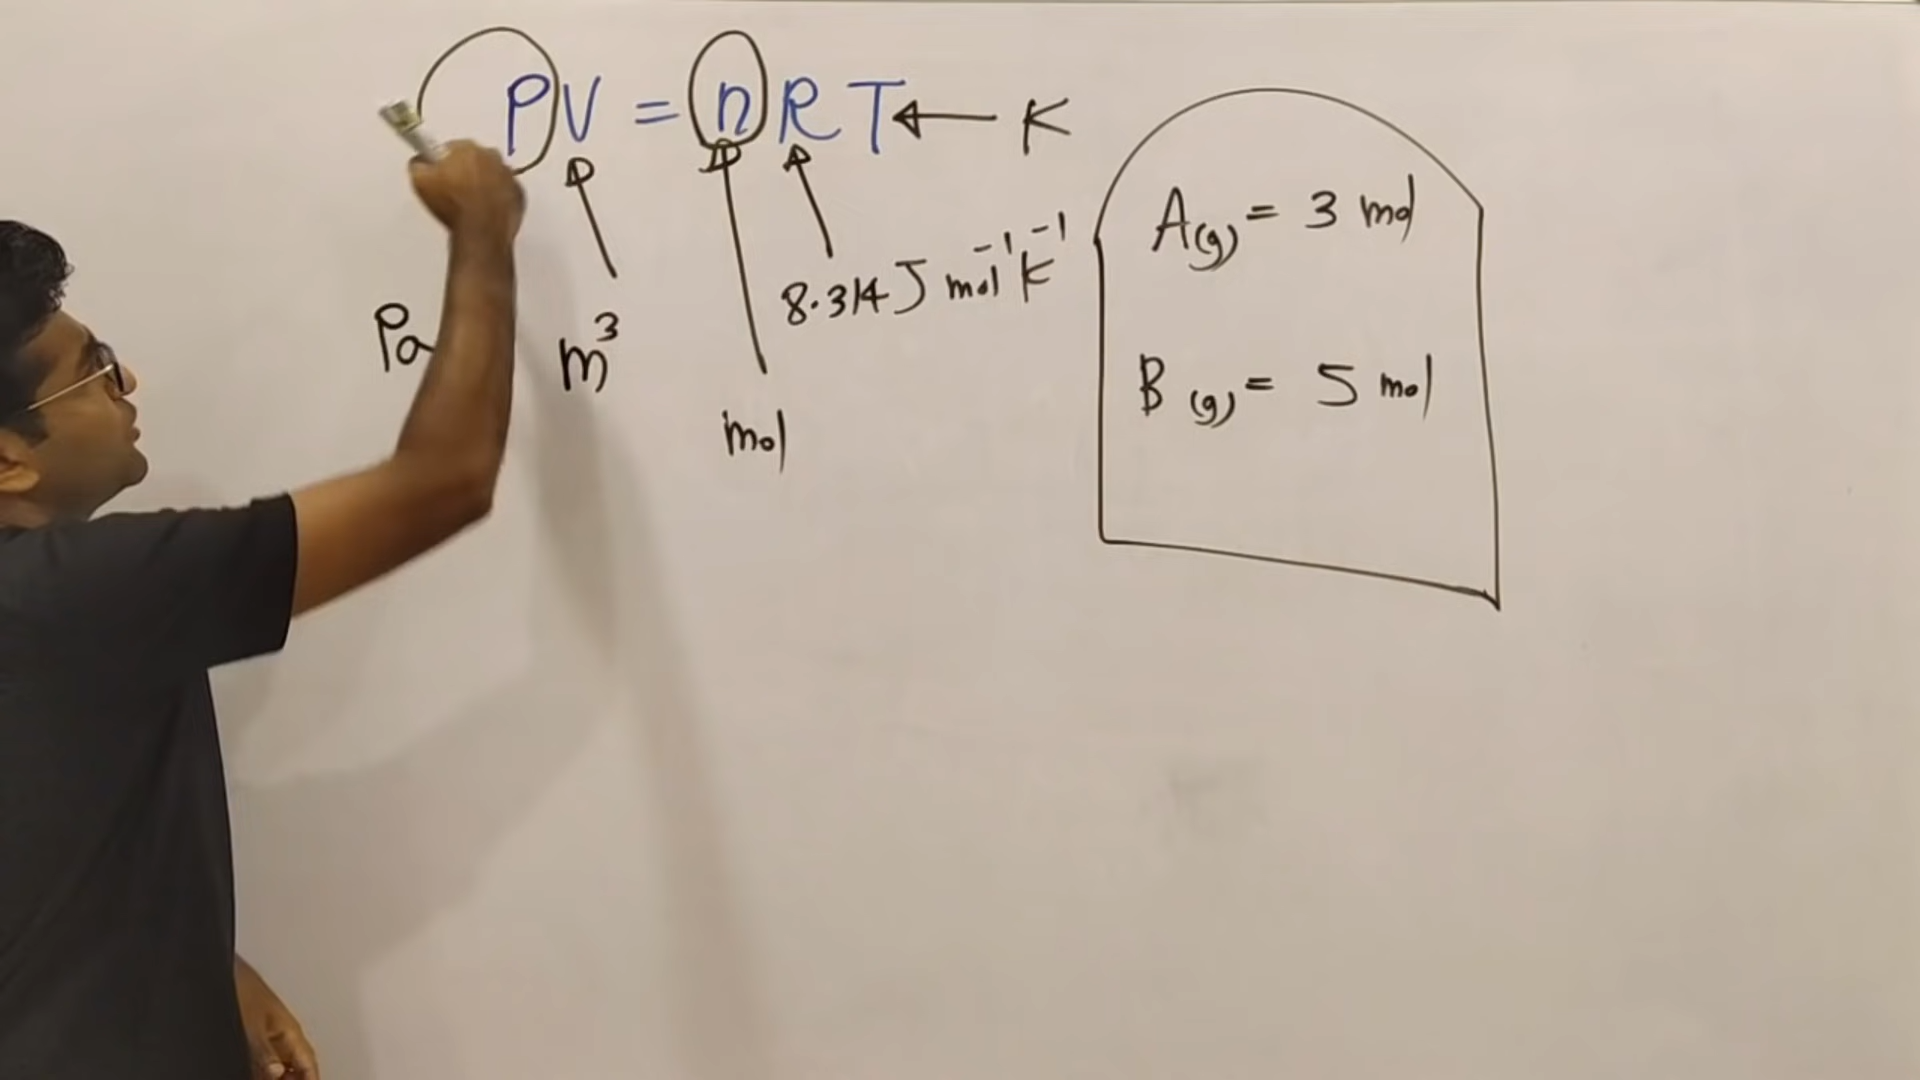 PV = nRT ← K
Pa
m³
mol
8.314 J mol⁻¹ K⁻¹
A(g) = 3 mol
B(g) = 5 mol